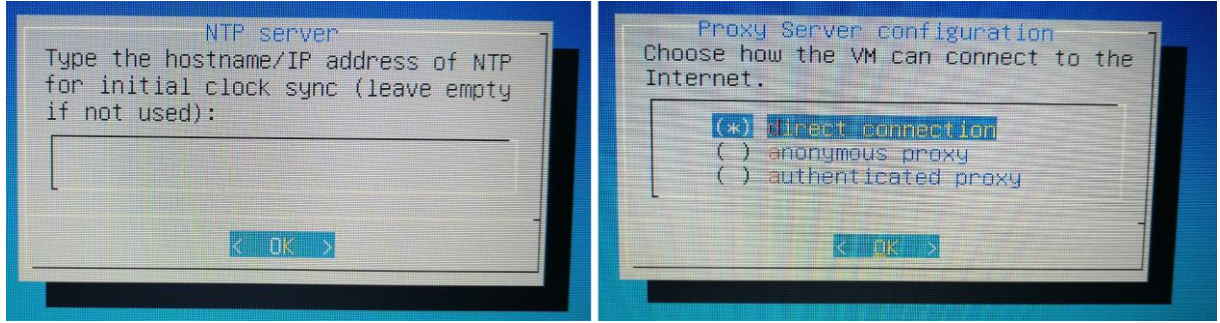 NTP server
Type the hostname/IP address of NTP
for initial clock sync (leave empty
if not used):
< OK >
Proxy Server configuration
Choose how the VM can connect to the
Internet.
(*) direct connection
( ) anonymous proxy
( ) authenticated proxy
< OK >